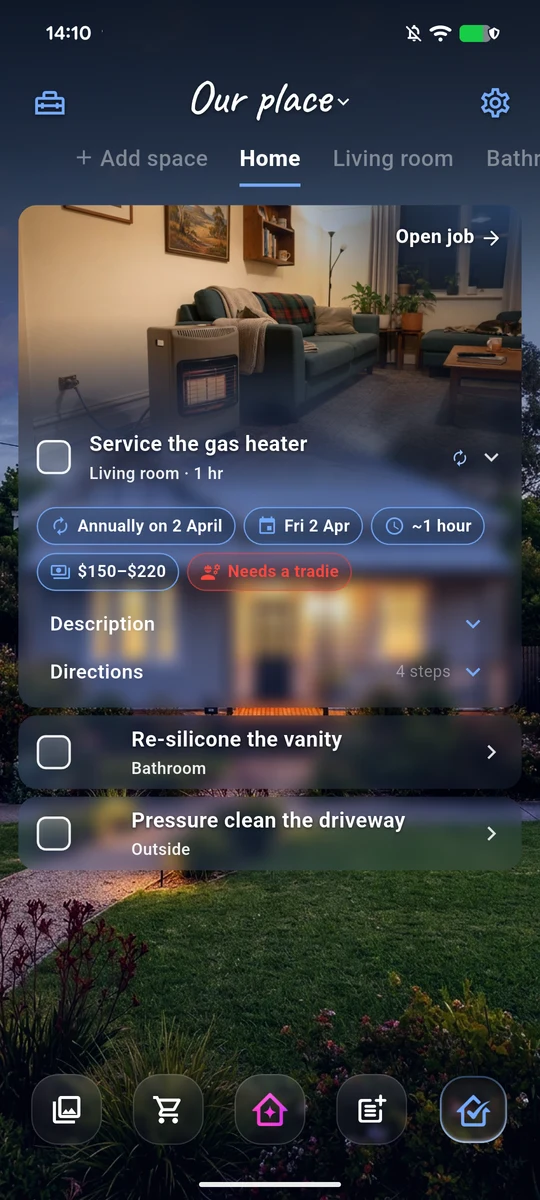 14:10
Our place
+ Add space Home Living room Bathr
Open job →
Service the gas heater
Living room · 1 hr
Annually on 2 April Fri 2 Apr ~1 hour
$150–$220 Needs a tradie
Description
Directions 4 steps
Re-silicone the vanity
Bathroom
Pressure clean the driveway
Outside